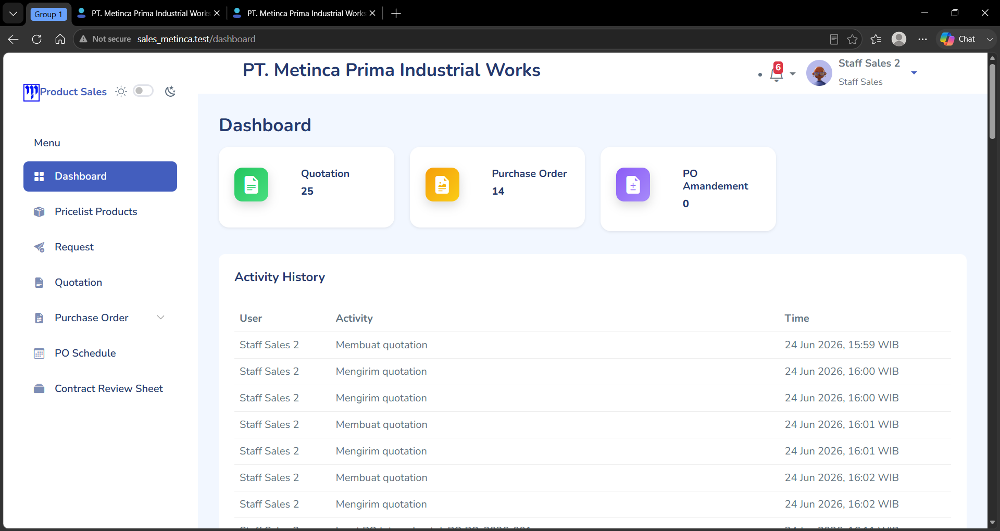 Group 1
PT. Metinca Prima Industrial Works
PT. Metinca Prima Industrial Works
Not secure sales_metinca.test/dashboard
Chat
Product Sales
PT. Metinca Prima Industrial Works
6
Staff Sales 2
Staff Sales
Menu
Dashboard
Pricelist Products
Request
Quotation
Purchase Order
PO Schedule
Contract Review Sheet
Dashboard
Quotation
25
Purchase Order
14
PO
Amandement
0
Activity History
User Activity Time
Staff Sales 2 Membuat quotation 24 Jun 2026, 15:59 WIB
Staff Sales 2 Mengirim quotation 24 Jun 2026, 16:00 WIB
Staff Sales 2 Mengirim quotation 24 Jun 2026, 16:00 WIB
Staff Sales 2 Membuat quotation 24 Jun 2026, 16:01 WIB
Staff Sales 2 Mengirim quotation 24 Jun 2026, 16:01 WIB
Staff Sales 2 Membuat quotation 24 Jun 2026, 16:02 WIB
Staff Sales 2 Mengirim quotation 24 Jun 2026, 16:02 WIB